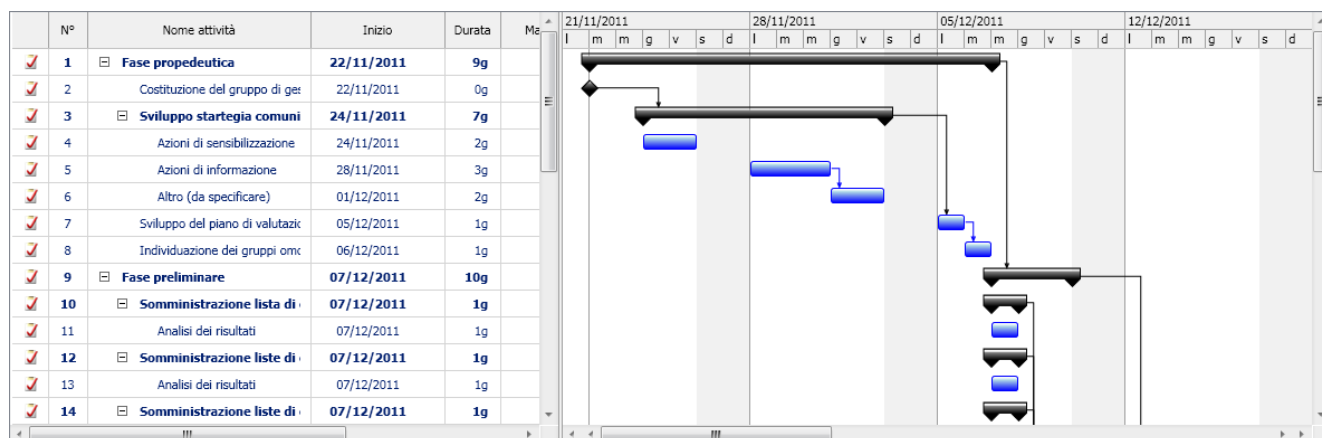 N° Nome attività Inizio Durata Ma
21/11/2011 28/11/2011 05/12/2011 12/12/2011
l m m g v s d l m m g v s d l m m g v s d l m m g v s d
1 Fase propedeutica 22/11/2011 9g
2 Costituzione del gruppo di ges 22/11/2011 0g
3 Sviluppo startegia comuni 24/11/2011 7g
4 Azioni di sensibilizzazione 24/11/2011 2g
5 Azioni di informazione 28/11/2011 3g
6 Altro (da specificare) 01/12/2011 2g
7 Sviluppo del piano di valutazic 05/12/2011 1g
8 Individuazione dei gruppi omo 06/12/2011 1g
9 Fase preliminare 07/12/2011 10g
10 Somministrazione lista di 07/12/2011 1g
11 Analisi dei risultati 07/12/2011 1g
12 Somministrazione liste di 07/12/2011 1g
13 Analisi dei risultati 07/12/2011 1g
14 Somministrazione liste di 07/12/2011 1g